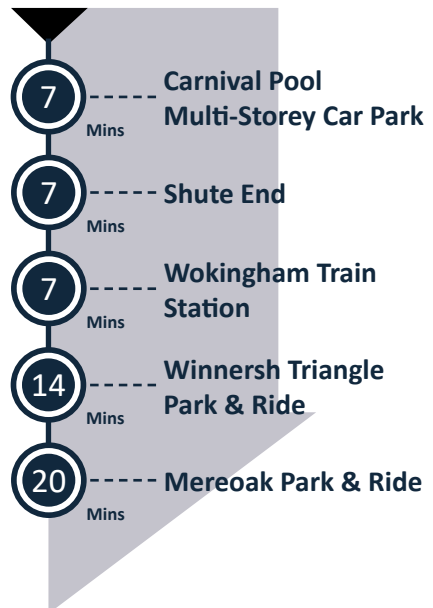 7
Mins
Carnival Pool
Multi-Storey Car Park
7
Mins
Shute End
7
Mins
Wokingham Train
Station
14
Mins
Winnersh Triangle
Park & Ride
20
Mins
Mereoak Park & Ride